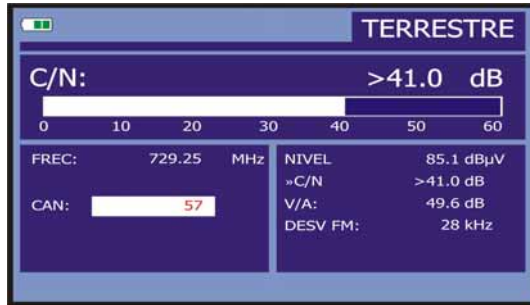 TERRESTRE
C/N: >41.0 dB
0 10 20 30 40 50 60
FREC: 729.25 MHz
CAN: 57
NIVEL 85.1 dBµV
»C/N >41.0 dB
V/A: 49.6 dB
DESV FM: 28 kHz